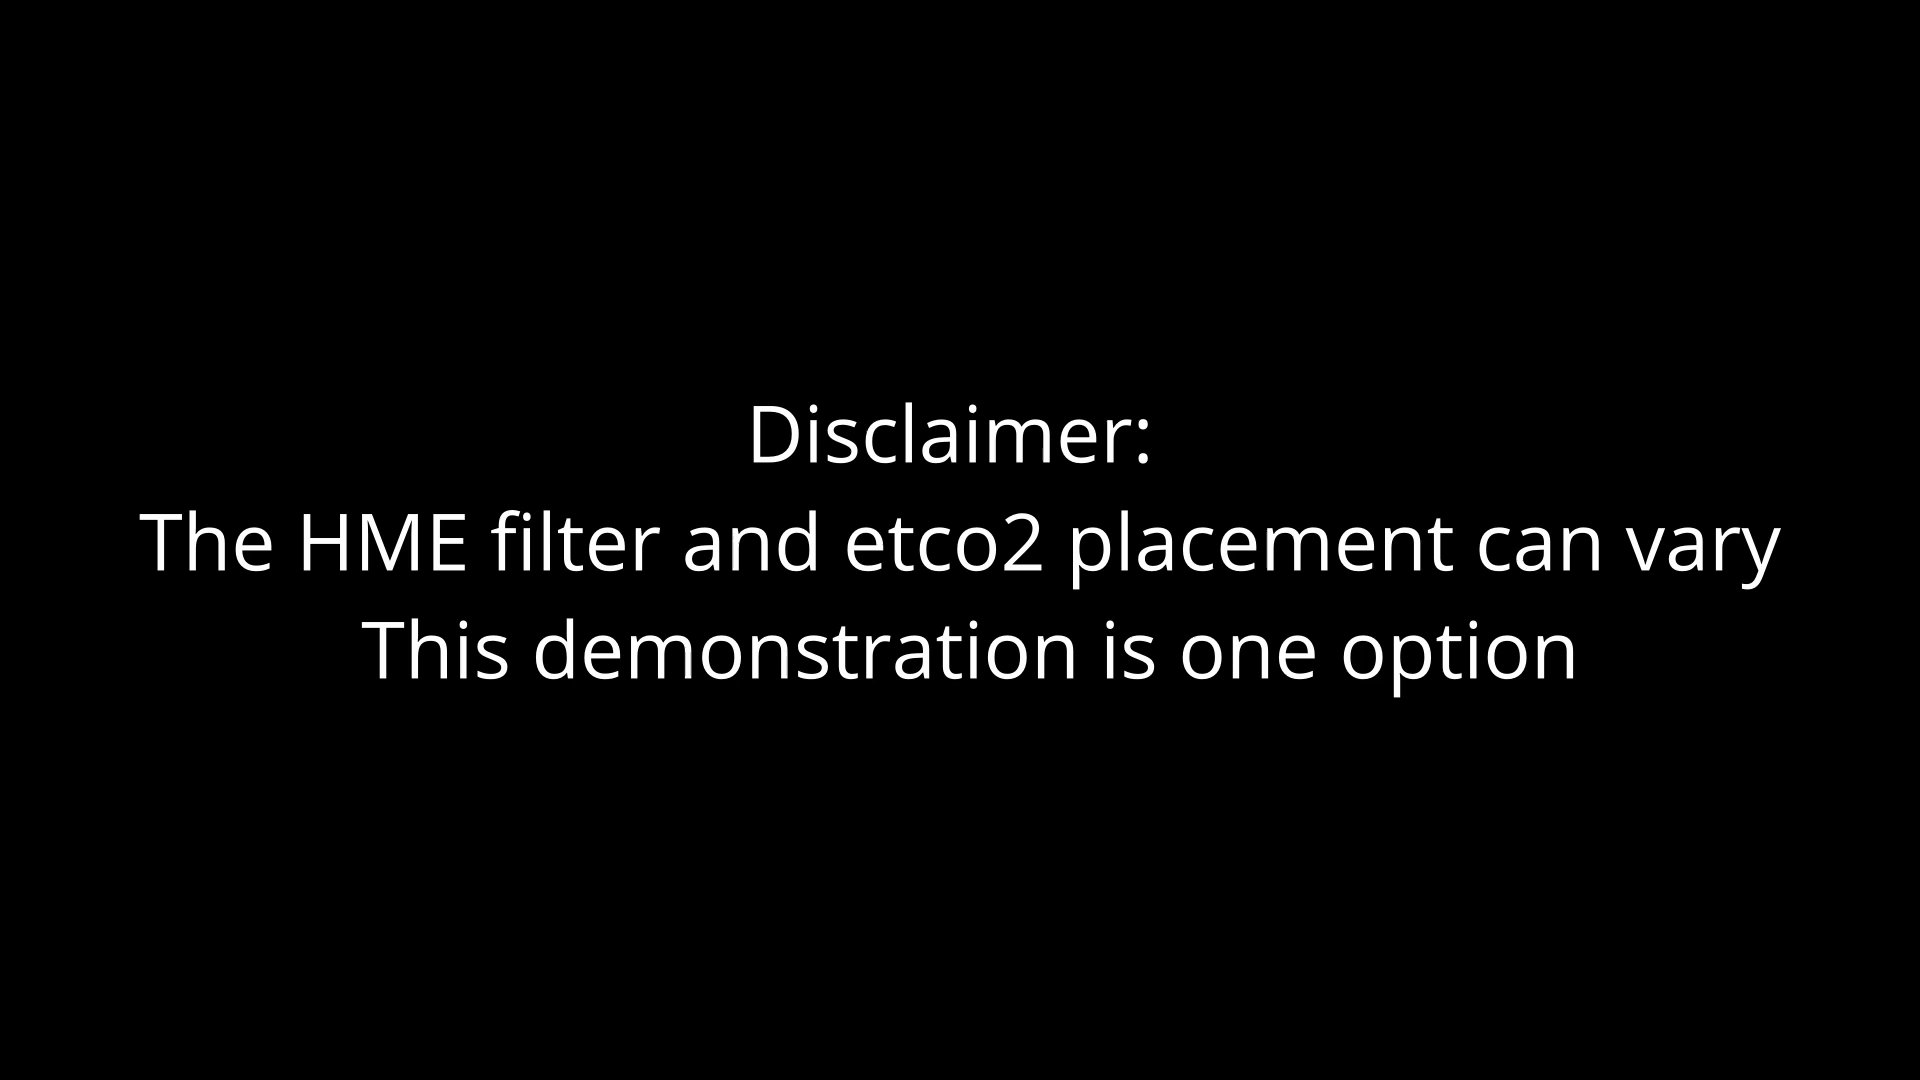 Disclaimer:
The HME filter and etco2 placement can vary
This demonstration is one option